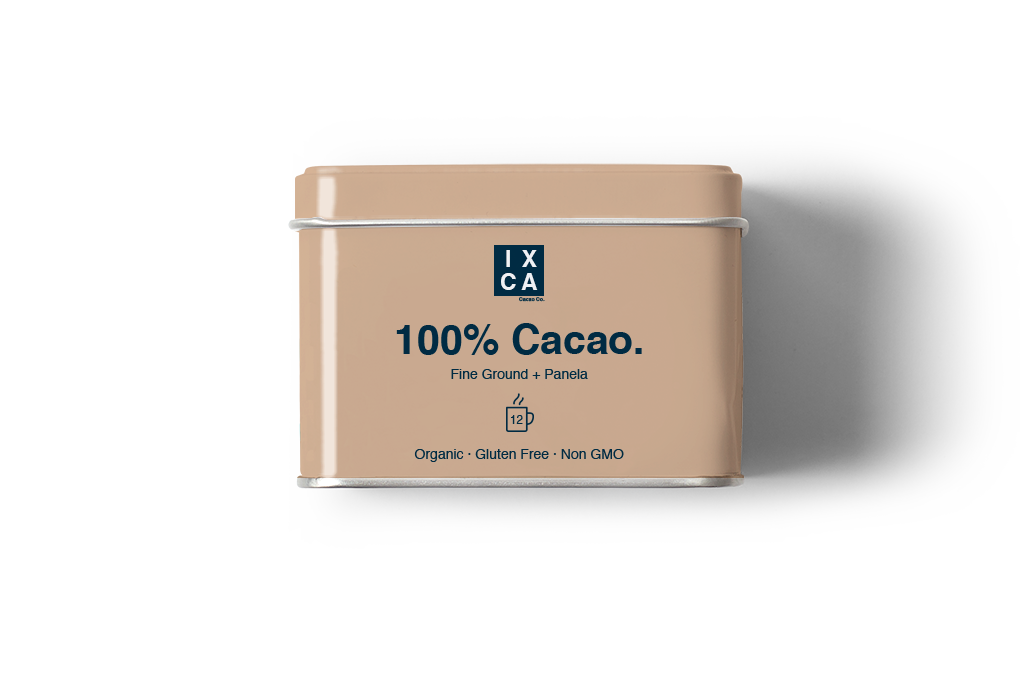 I X
C A
Cacao Co.
100% Cacao.
Fine Ground + Panela
12
Organic · Gluten Free · Non GMO